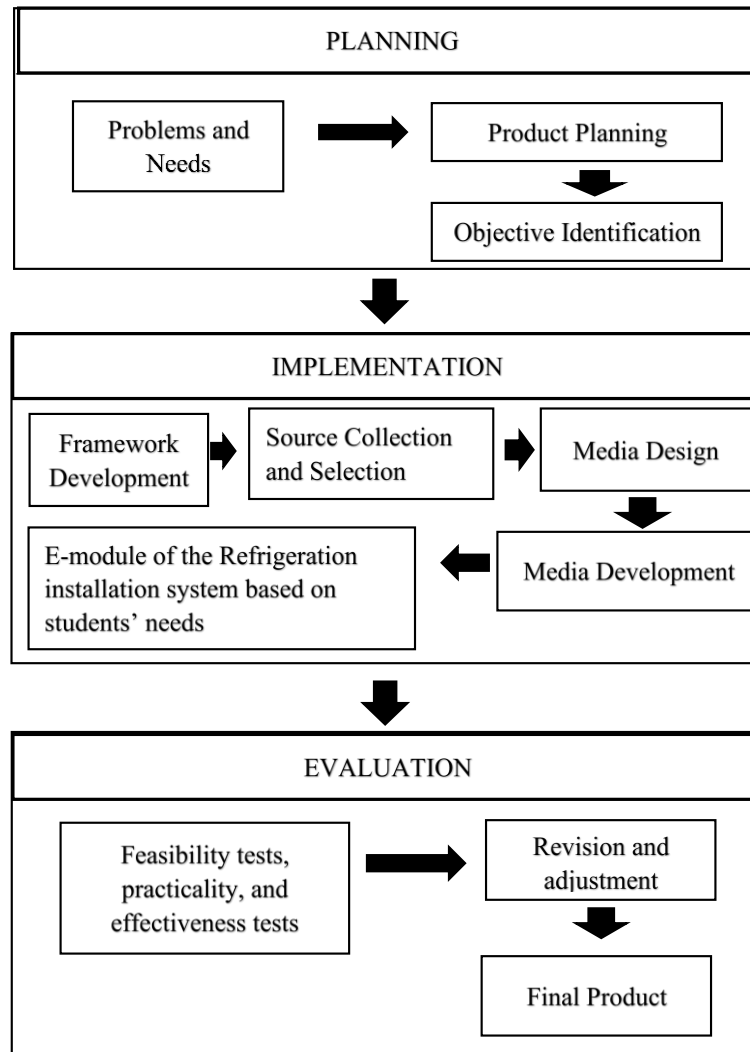 PLANNING
Problems and
Needs
Product Planning
Objective Identification
IMPLEMENTATION
Framework
Development
Source Collection
and Selection
Media Design
Media Development
E-module of the Refrigeration
installation system based on
students’ needs
EVALUATION
Feasibility tests,
practicality, and
effectiveness tests
Revision and
adjustment
Final Product